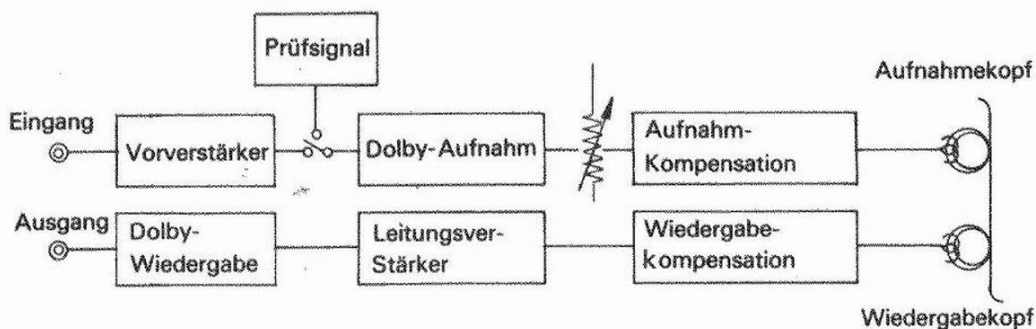 Prüfsignal
Aufnahmekopf
Eingang
Vorverstärker
Dolby-Aufnahm
Aufnahm-
Kompensation
Ausgang
Dolby-
Wiedergabe
Leitungsver-
Stärker
Wiedergabe-
kompensation
Wiedergabekopf